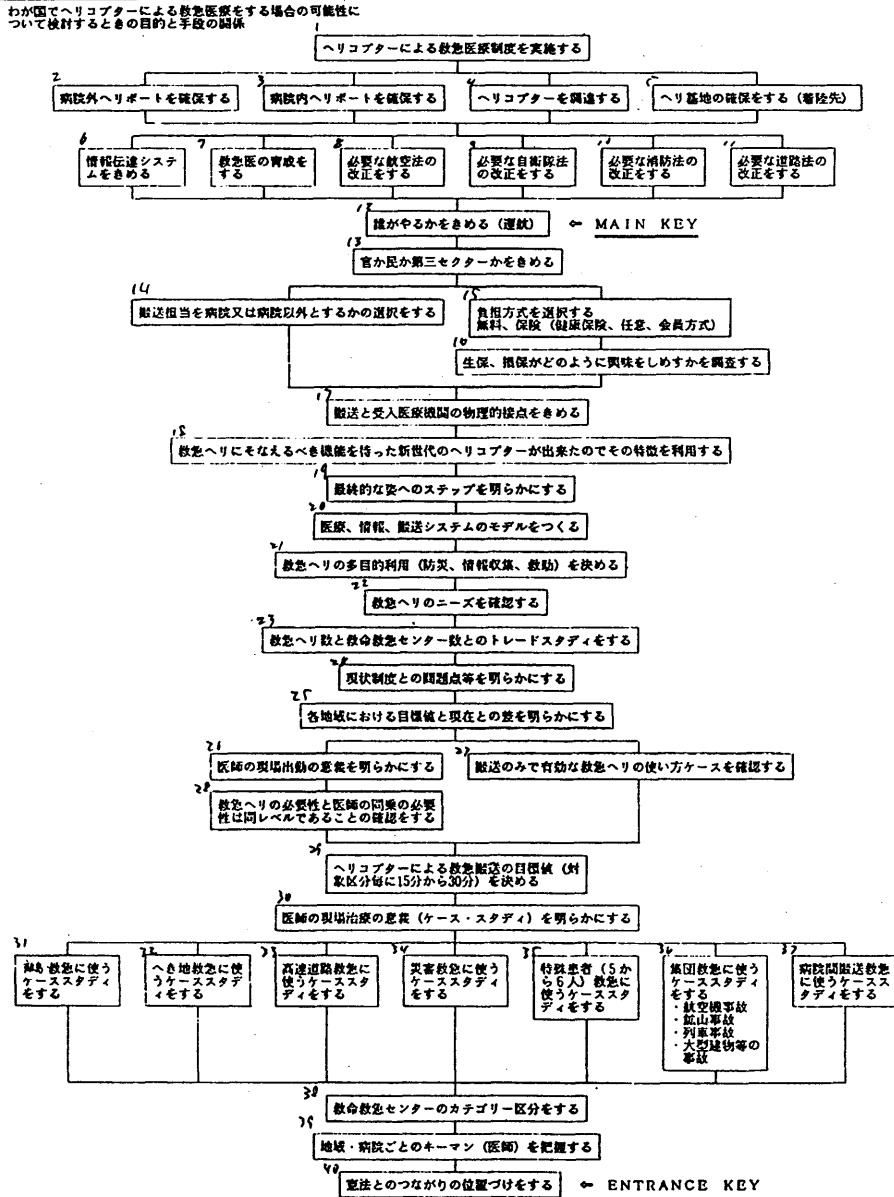 わが国でヘリコプターによる救急医療をする場合の可能性に
ついて検討するときの目的と手段の関係
1
ヘリコプターによる救急医療制度を実施する
2
病院外ヘリポートを確保する
3
病院内ヘリポートを確保する
4
ヘリコプターを調達する
5
ヘリ基地の確保をする（着陸先）
6
情報伝達システ
ムをきめる
7
救急医の育成を
する
8
必要な航空法の
改正をする
9
必要な自衛隊法
の改正をする
10
必要な消防法の
改正をする
11
必要な道路法の
改正をする
12
誰がやるかをきめる（運航）
⇐ MAIN KEY
13
官か民か第三セクターかをきめる
14
搬送担当を病院又は病院以外とするかの選択をする
15
負担方式を選択する
無料、保険（健康保険、任意、会員方式）
16
生保、損保がどのように興味をしめすかを調査する
17
搬送と受入医療機関の物理的接点をきめる
18
救急ヘリにそなえるべき機能を待った新世代のヘリコプターが出来たのでその特徴を利用する
19
最終的な姿へのステップを明らかにする
20
医療、情報、搬送システムのモデルをつくる
21
救急ヘリの多目的利用（防災、情報収集、救助）を決める
22
救急ヘリのニーズを確認する
23
救急ヘリ数と救命救急センター数とのトレードスタディをする
24
現状制度との問題点等を明らかにする
25
各地域における目標値と現在との差を明らかにする
26
医師の現場出動の意義を明らかにする
27
搬送のみで有効な救急ヘリの使い方ケースを確認する
28
救急ヘリの必要性と医師の同乗の必要
性は同レベルであることの確認をする
29
ヘリコプターによる救急搬送の目標値（対
象区分毎に15分から30分）を決める
30
医師の現場治療の意義（ケース・スタディ）を明らかにする
31
離島救急に使う
ケーススタディ
をする
32
へき地救急に使
うケーススタディ
をする
33
高速道路救急に
使うケーススタ
ディをする
34
災害救急に使う
ケーススタディ
をする
35
特殊患者（5か
ら6人）救急に
使うケーススタ
ディをする
36
集団救急に使う
ケーススタディ
をする
・航空機事故
・鉱山事故
・列車事故
・大型建物等の
事故
37
病院間搬送救急
に使うケースス
タディをする
38
救命救急センターのカテゴリー区分をする
39
地域・病院ごとのキーマン（医師）を把握する
40
憲法とのつながりの位置づけをする
⇐ ENTRANCE KEY